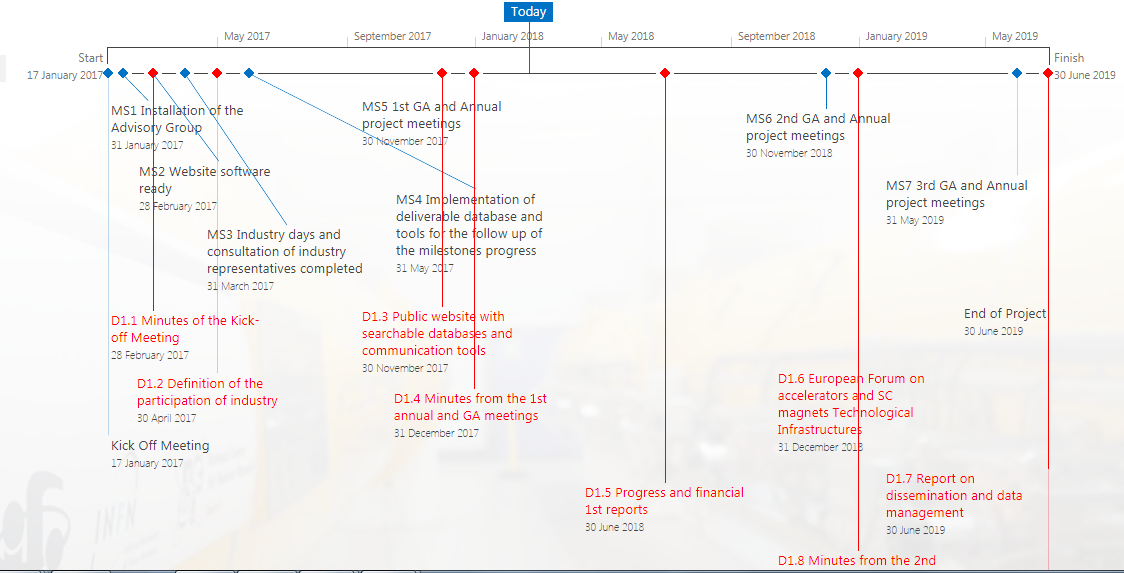 Today
May 2017
September 2017
January 2018
May 2018
September 2018
January 2019
May 2019
Start
17 January 2017
Finish
30 June 2019
MS1 Installation of the
Advisory Group
31 January 2017
MS2 Website software
ready
28 February 2017
MS3 Industry days and
consultation of industry
representatives completed
31 March 2017
MS5 1st GA and Annual
project meetings
30 November 2017
MS4 Implementation of
deliverable database and
tools for the follow up of
the milestones progress
31 May 2017
MS6 2nd GA and Annual
project meetings
30 November 2018
MS7 3rd GA and Annual
project meetings
31 May 2019
End of Project
30 June 2019
D1.1 Minutes of the Kick-
off Meeting
28 February 2017
D1.2 Definition of the
participation of industry
30 April 2017
Kick Off Meeting
17 January 2017
D1.3 Public website with
searchable databases and
communication tools
30 November 2017
D1.4 Minutes from the 1st
annual and GA meetings
31 December 2017
D1.5 Progress and financial
1st reports
30 June 2018
D1.6 European Forum on
accelerators and SC
magnets Technological
Infrastructures
31 December 2018
D1.7 Report on
dissemination and data
management
30 June 2019
D1.8 Minutes from the 2nd
INFN